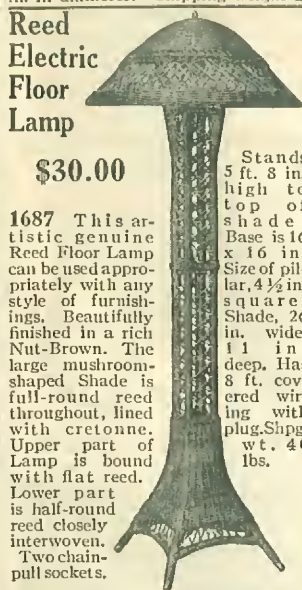 Reed
Electric
Floor
Lamp
$30.00
1687 This ar-
tistic genuine
Reed Floor Lamp
can be used appro-
priately with any
style of furnish-
ings. Beautifully
finished in a rich
Nut-Brown. The
large mushroom-
shaped Shade is
full-round reed
throughout, lined
with cretonne.
Upper part of
Lamp is bound
with flat reed.
Lower part
is half-round
reed closely
interwoven.
Two chain-
pull sockets.
Stands
5 ft. 8 in
high to
top of
shade
Base is 16
x 16 in
Size of pil-
lar, 4½ in
square
Shade, 26
in. wide,
11 in
deep. Has
8 ft. cov-
ered wir
ing with
plug. Shpg
wt. 40
lbs.